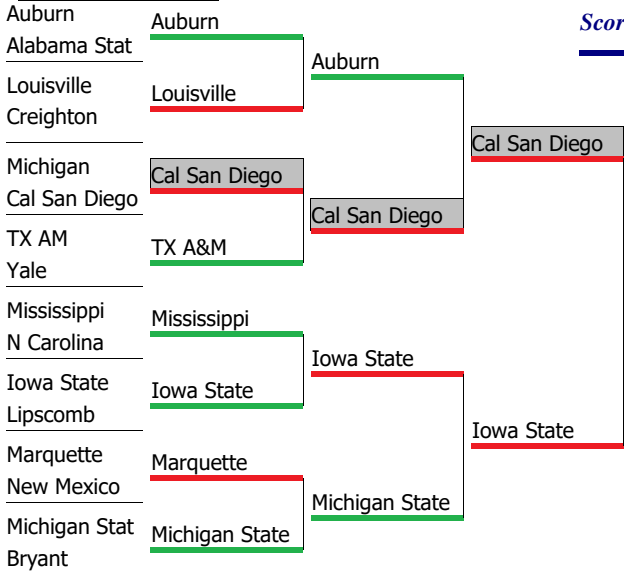 Auburn
Alabama Stat
Louisville
Creighton
Michigan
Cal San Diego
TX AM
Yale
Mississippi
N Carolina
Iowa State
Lipscomb
Marquette
New Mexico
Michigan Stat
Bryant
Auburn
Louisville
Cal San Diego
TX A&M
Mississippi
Iowa State
Marquette
Michigan State
Auburn
Cal San Diego
Iowa State
Michigan State
Cal San Diego
Iowa State
Scor